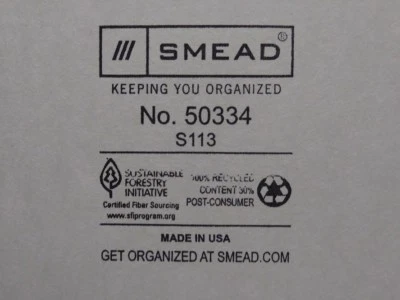 /// SMEAD®
KEEPING YOU ORGANIZED
No. 50334
S113
SUSTAINABLE
FORESTRY
INITIATIVE
Certified Fiber Sourcing
www.sfiprogram.org
100% RECYCLED
CONTENT 30%
POST-CONSUMER
MADE IN USA
GET ORGANIZED AT SMEAD.COM